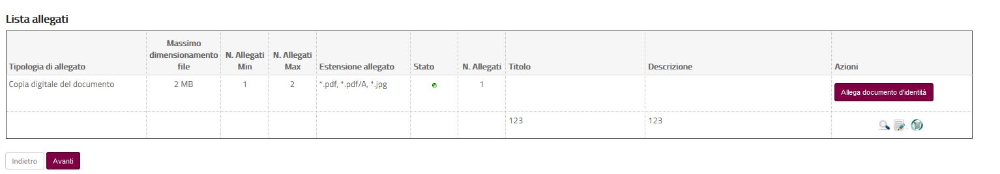 Lista allegati
Massimo
dimensionamento N. Allegati N. Allegati
Tipologia di allegato file Min Max Estensione allegato Stato N. Allegati Titolo Descrizione Azioni
Copia digitale del documento 2 MB 1 2 *.pdf, *.pdf/A, *.jpg 1
Allega documento d'identità
123 123
Indietro Avanti